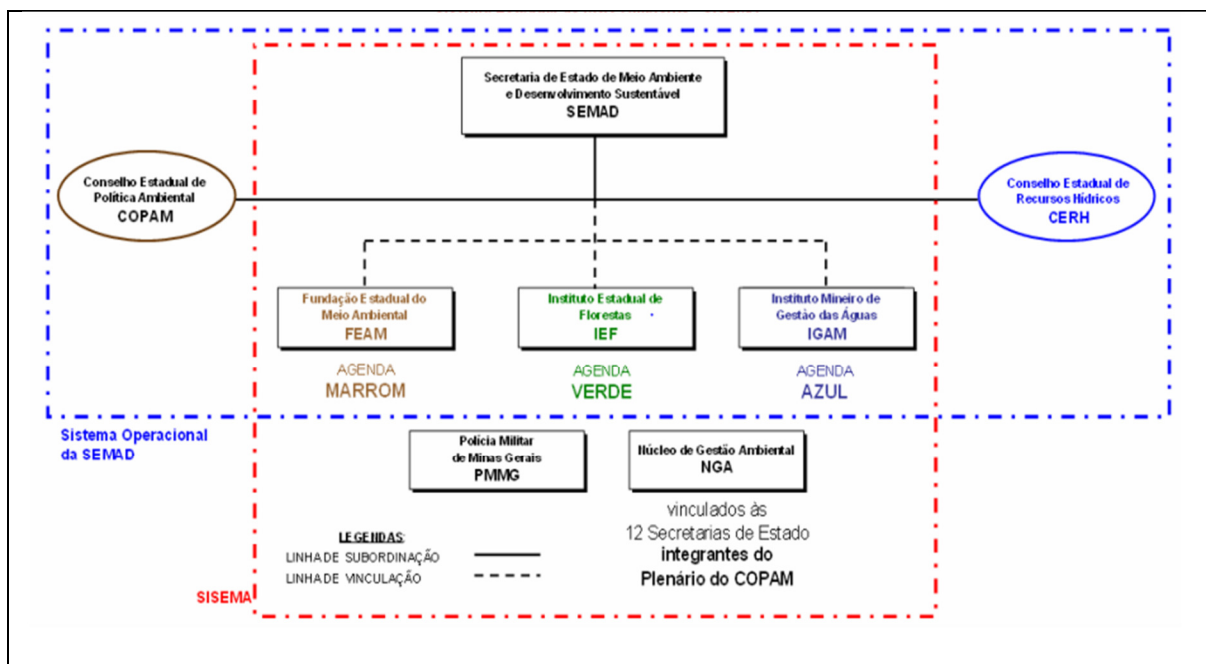 Secretaria de Estado de Meio Ambiente
e Desenvolvimento Sustentável
SEMAD
Conselho Estadual de
Política Ambiental
COPAM
Conselho Estadual de
Recursos Hídricos
CERH
Fundação Estadual do
Meio Ambiental
FEAM
Instituto Estadual de
Florestas
IEF
Instituto Mineiro de
Gestão das Águas
IGAM
AGENDA
MARROM
AGENDA
VERDE
AGENDA
AZUL
Sistema Operacional
da SEMAD
Polícia Militar
de Minas Gerais
PMMG
Núcleo de Gestão Ambiental
NGA
vinculados às
12 Secretarias de Estado
integrantes do
Plenário do COPAM
LEGENDAS:
LINHA DE SUBORDINAÇÃO
LINHA DE VINCULAÇÃO
SISEMA